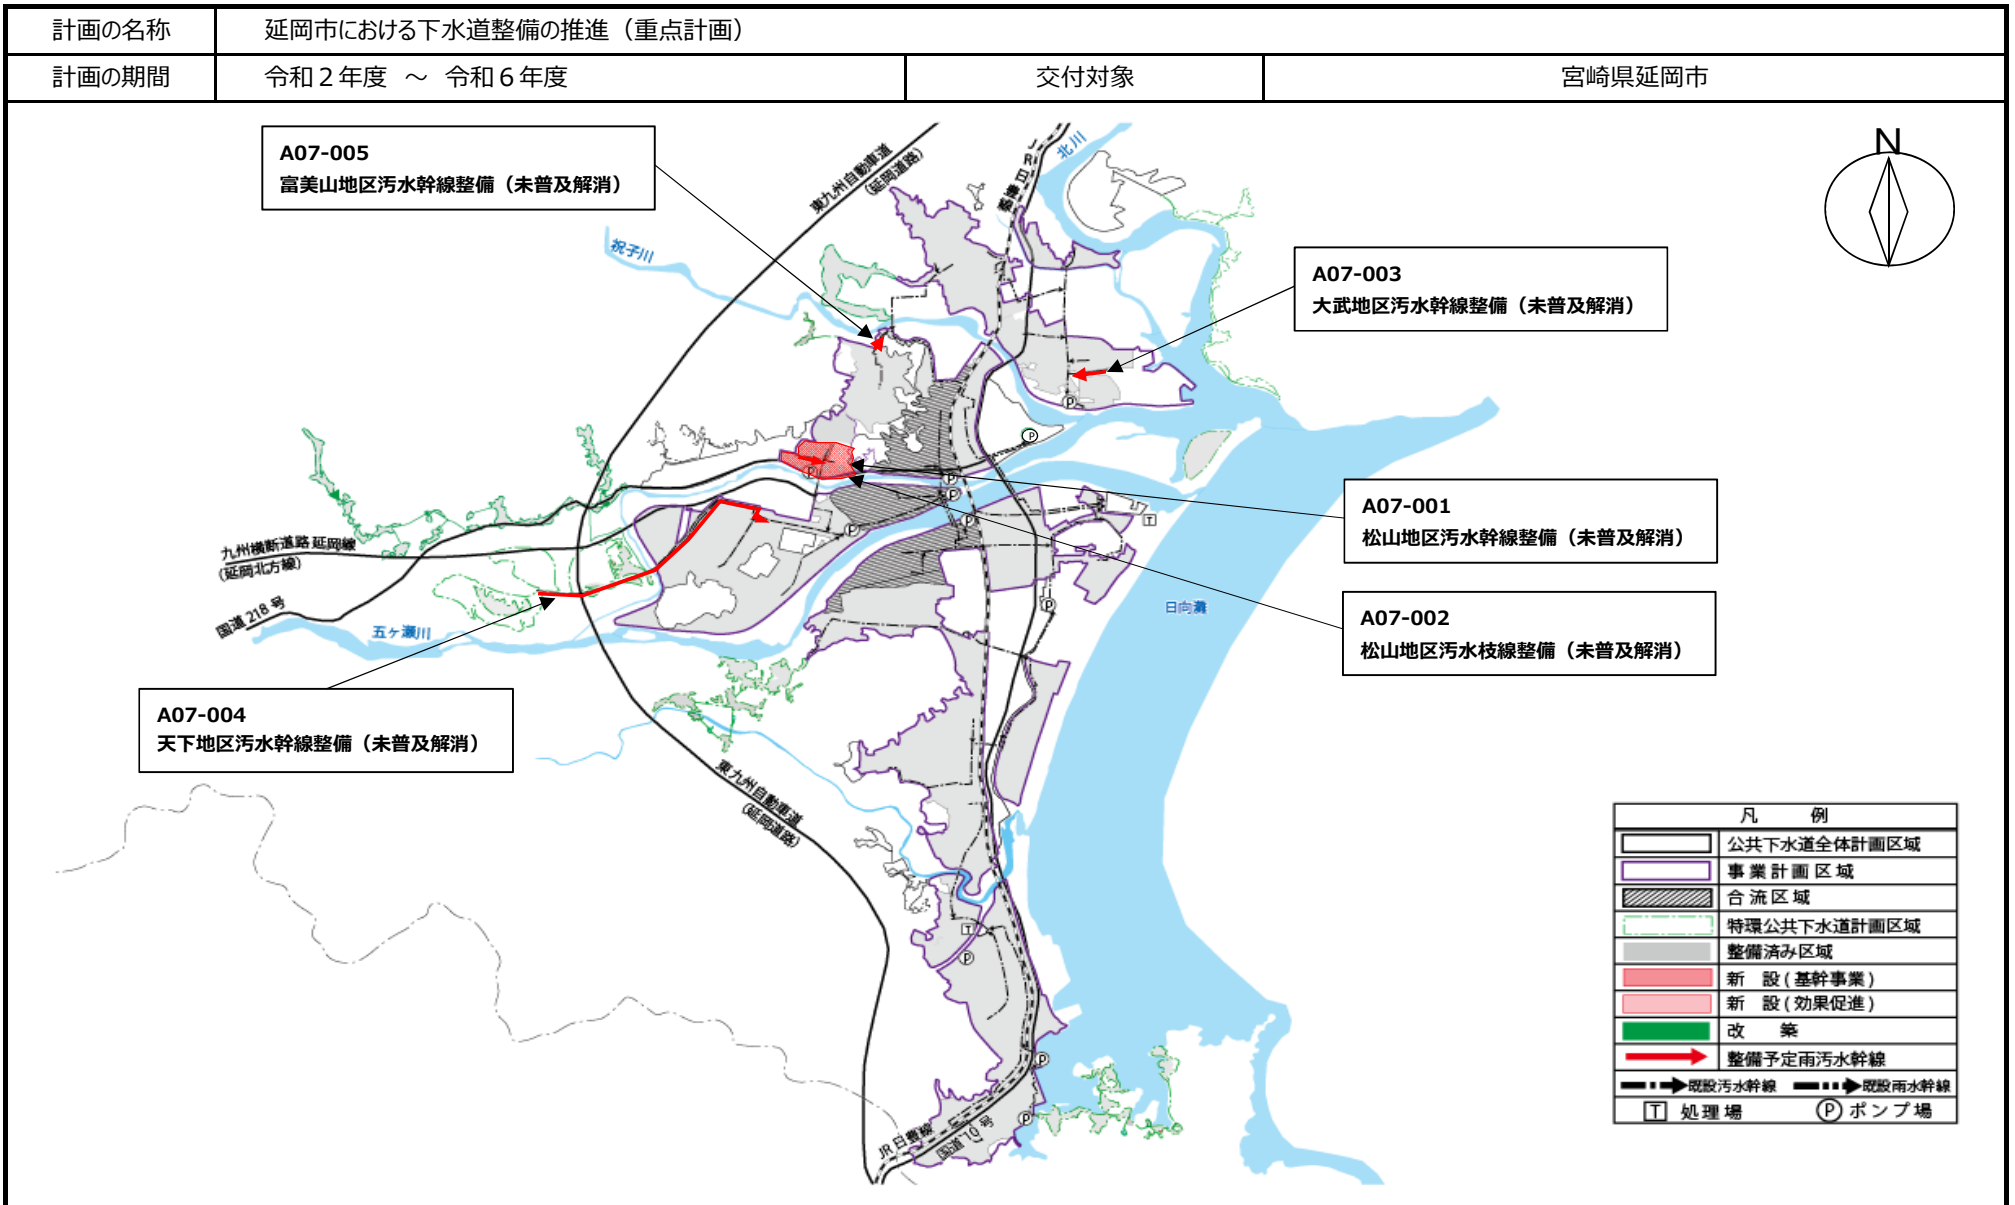 計画の名称
延岡市における下水道整備の推進（重点計画）
計画の期間
令和２年度　～　令和６年度
交付対象
宮崎県延岡市
A07-005
富美山地区汚水幹線整備（未普及解消）
東九州自動車道
(延岡道路)
JR日豊線
北川
N
祝子川
A07-003
大武地区汚水幹線整備（未普及解消）
P
P
P
P
P
P
P
T
A07-001
松山地区汚水幹線整備（未普及解消）
九州横断道路 延岡線
(延岡北方線)
国道 218 号
五ヶ瀬川
日向灘
P
A07-002
松山地区汚水枝線整備（未普及解消）
A07-004
天下地区汚水幹線整備（未普及解消）
東九州自動車道
(延岡道路)
T
P
P
P
JR 日豊線
国道 10 号
凡　　例
公共下水道全体計画区域
事業計画区域
合流区域
特環公共下水道計画区域
整備済み区域
新　設(基幹事業)
新　設(効果促進)
改　　築
整備予定雨汚水幹線
既設汚水幹線　既設雨水幹線
T 処理場　P ポンプ場